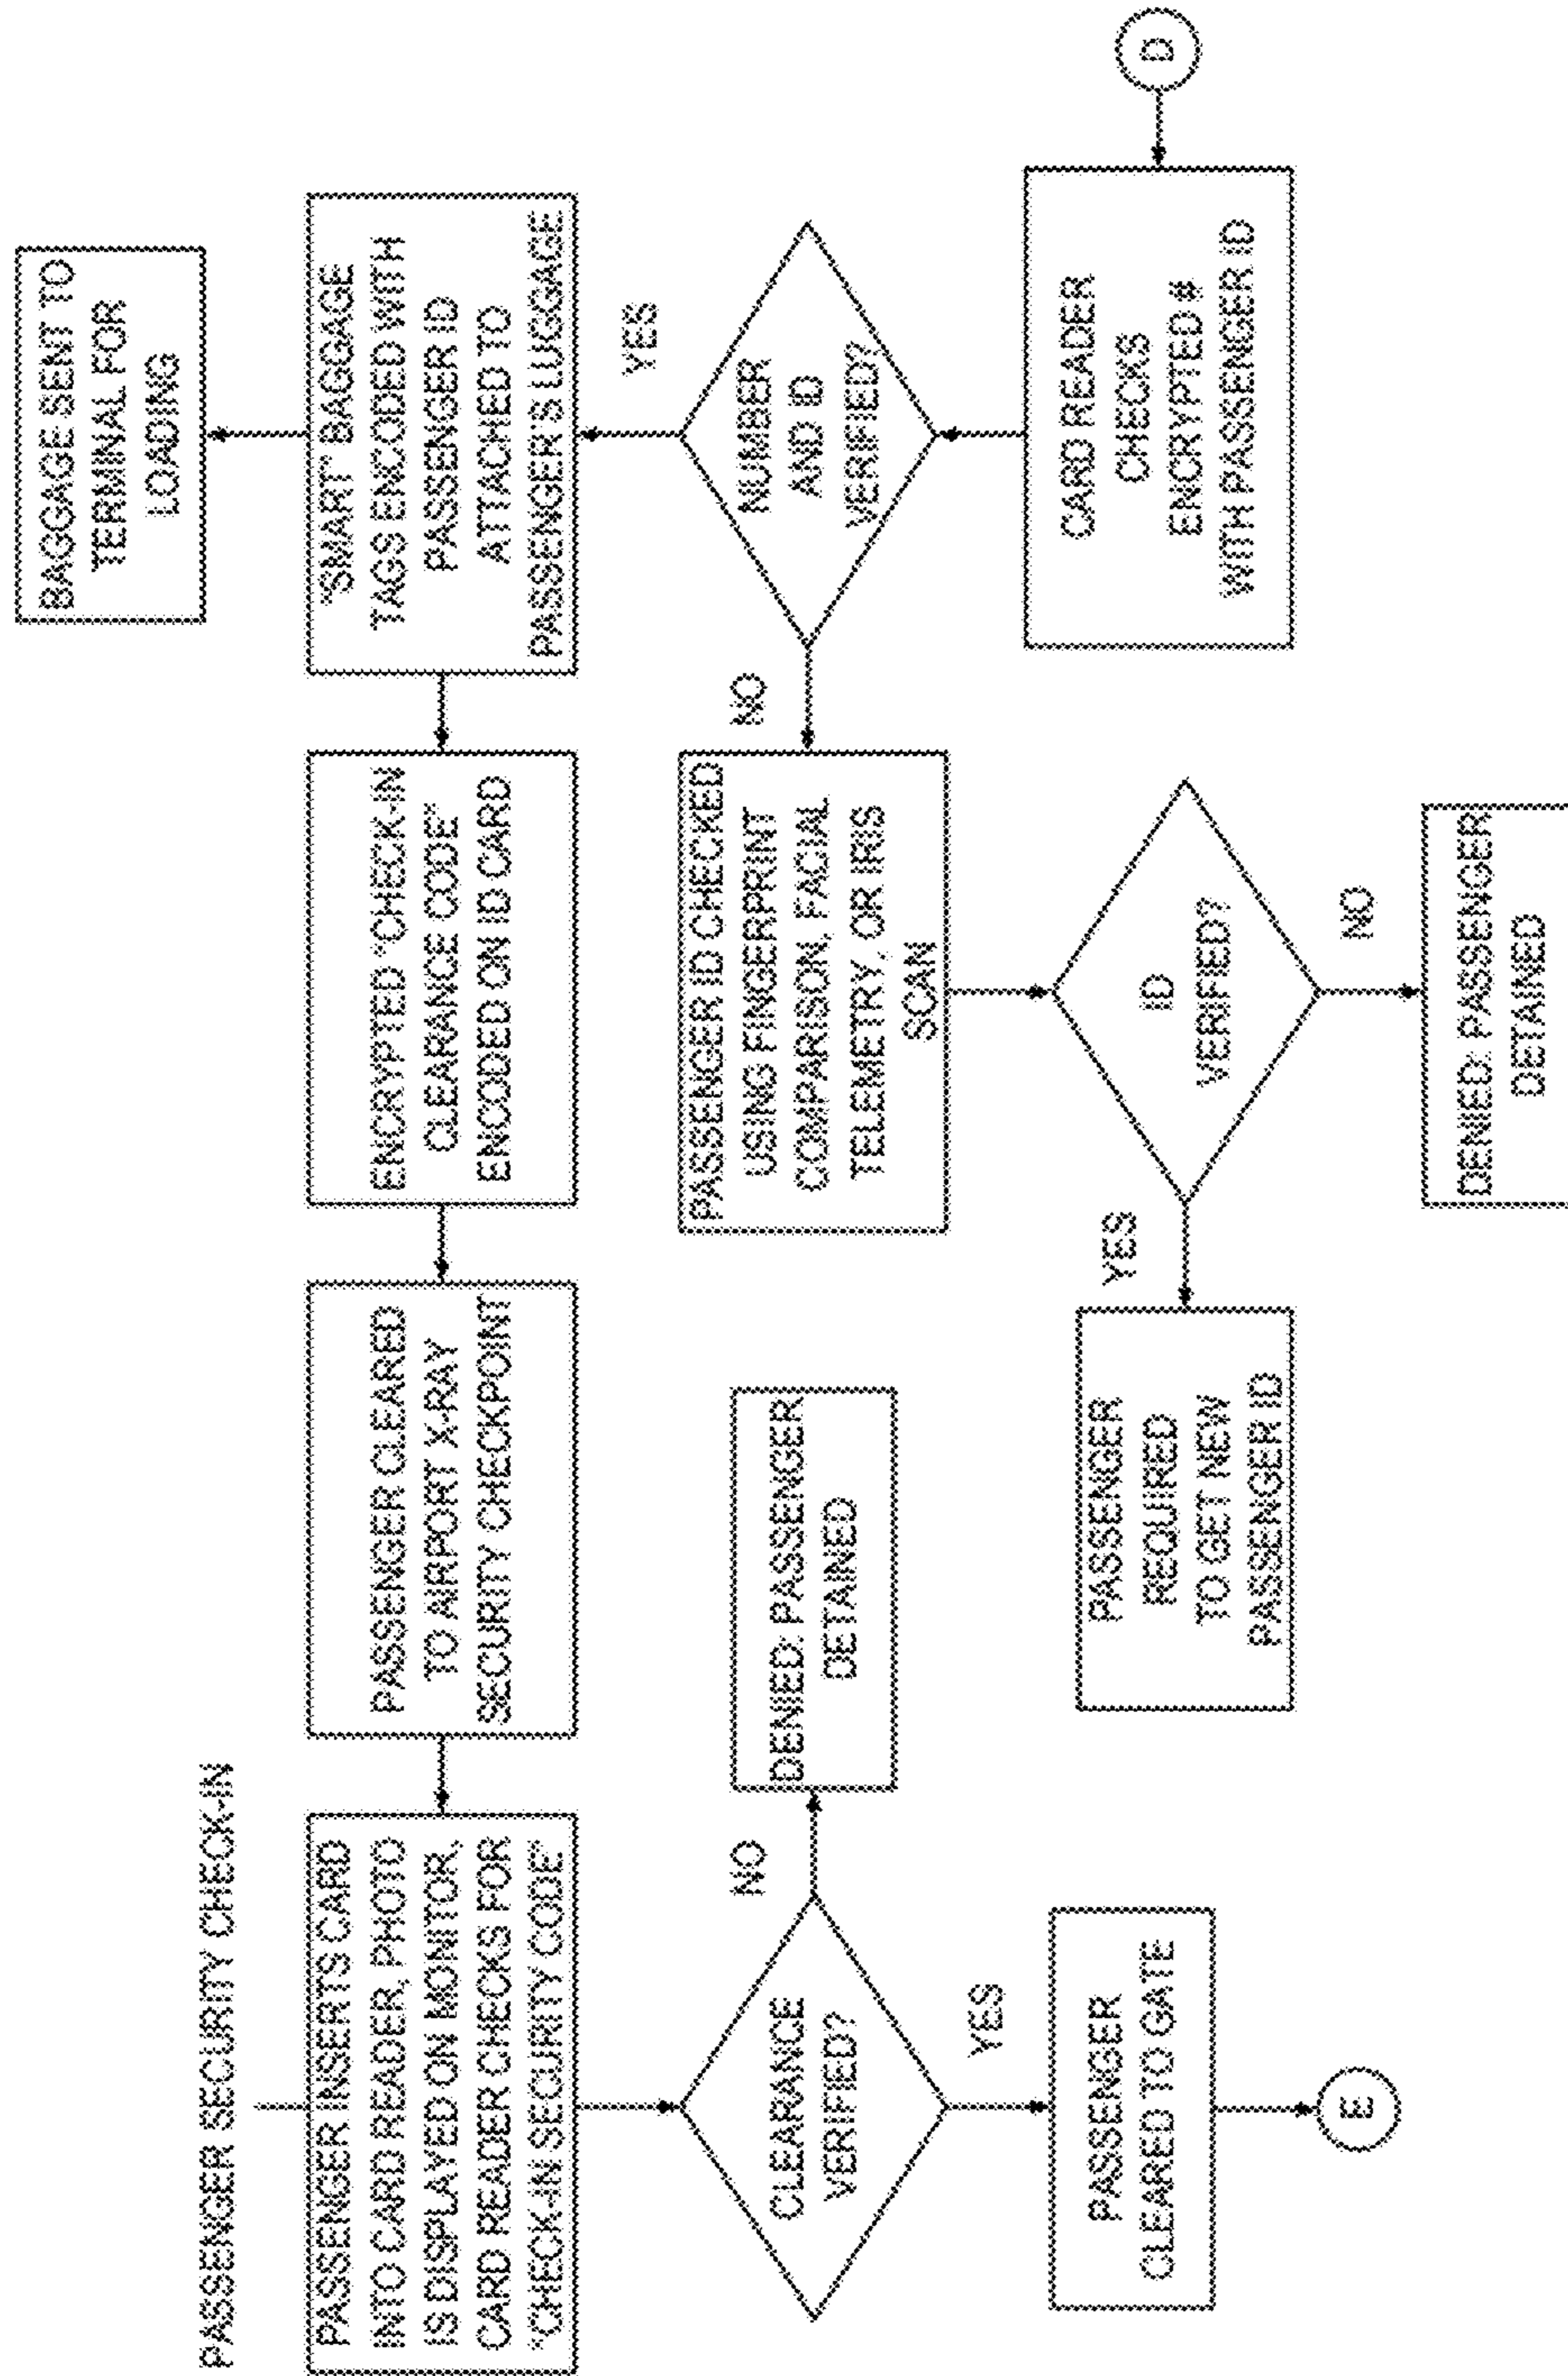 PASSENGER SECURITY CHECK-IN
PASSENGER INSERTS CARD
INTO CARD READER, PHOTO
IS DISPLAYED ON MONITOR,
CARD READER CHECKS FOR
"CHECK-IN SECURITY CODE"
CLEARANCE
VERIFIED?
NO
YES
PASSENGER
CLEARED TO GATE
E
DENIED: PASSENGER
DETAINED
PASSENGER CLEARED
TO AIRPORT X-RAY
SECURITY CHECKPOINT
ENCRYPTED "CHECK-IN
CLEARANCE CODE"
ENCODED ON ID CARD
"SMART" BAGGAGE
TAGS ENCODED WITH
PASSENGER ID
ATTACHED TO
PASSENGER'S LUGGAGE
BAGGAGE SENT TO
TERMINAL FOR
LOADING
YES
NUMBER
AND ID
VERIFIED?
NO
PASSENGER ID CHECKED
USING FINGERPRINT
COMPARISON, FACIAL
TELEMETRY, OR IRIS
SCAN
ID
VERIFIED?
YES
NO
PASSENGER
REQUIRED
TO GET NEW
PASSENGER ID
DENIED: PASSENGER
DETAINED
CARD READER
CHECKS
ENCRYPTED #
WITH PASSENGER ID
D